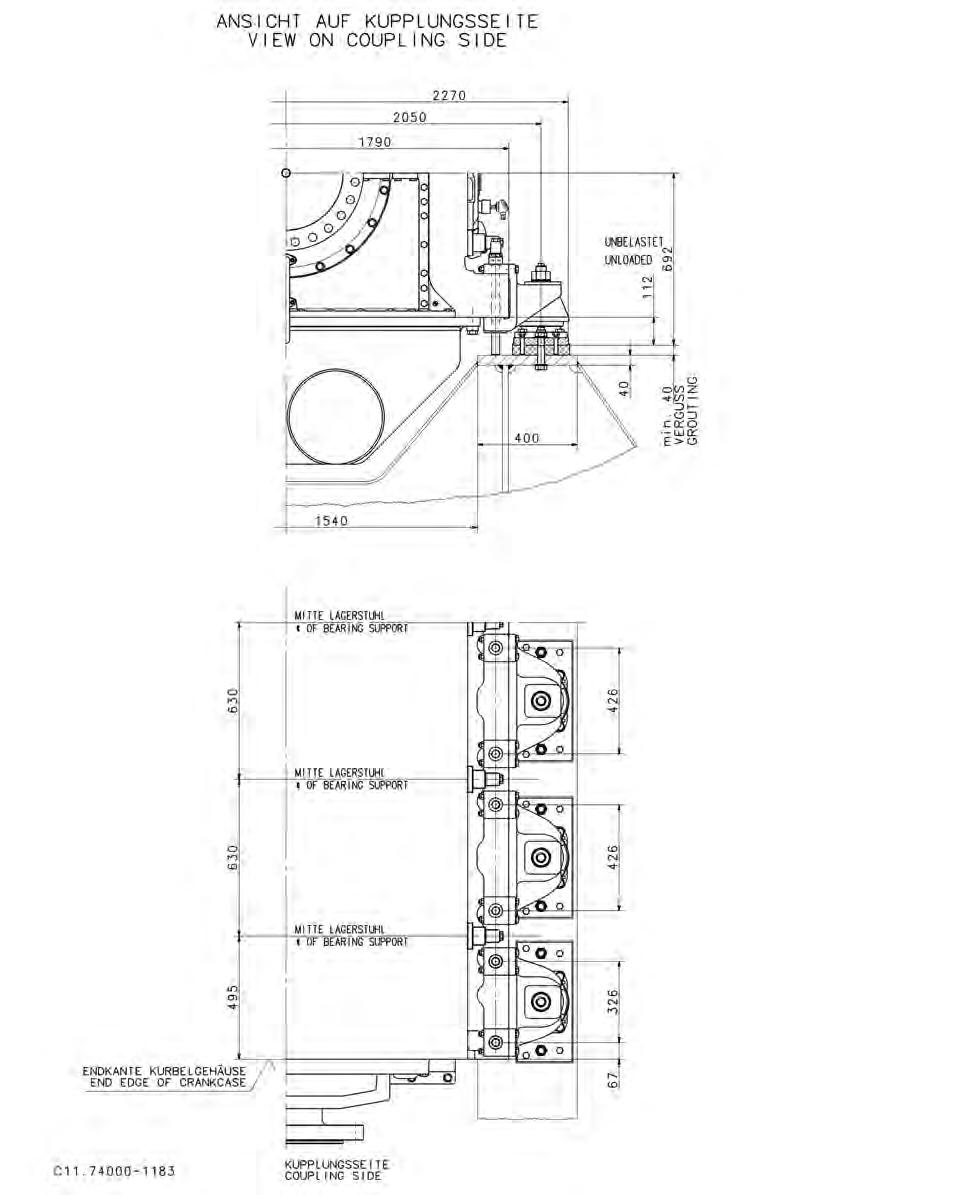 ANSICHT AUF KUPPLUNGSSEITE
VIEW ON COUPLING SIDE
2270
2050
1790
UNBELASTET
UNLOADED
692
112
40
min. 40
VERGUSS
GROUTING
400
1540
MITTE LAGERSTUHL
OF BEARING SUPPORT
630
426
MITTE LAGERSTUHL
OF BEARING SUPPORT
630
426
MITTE LAGERSTUHL
OF BEARING SUPPORT
495
326
67
ENDKANTE KURBELGEHÄUSE
END EDGE OF CRANKCASE
KUPPLUNGSSEITE
COUPLING SIDE
C11.74000-1183